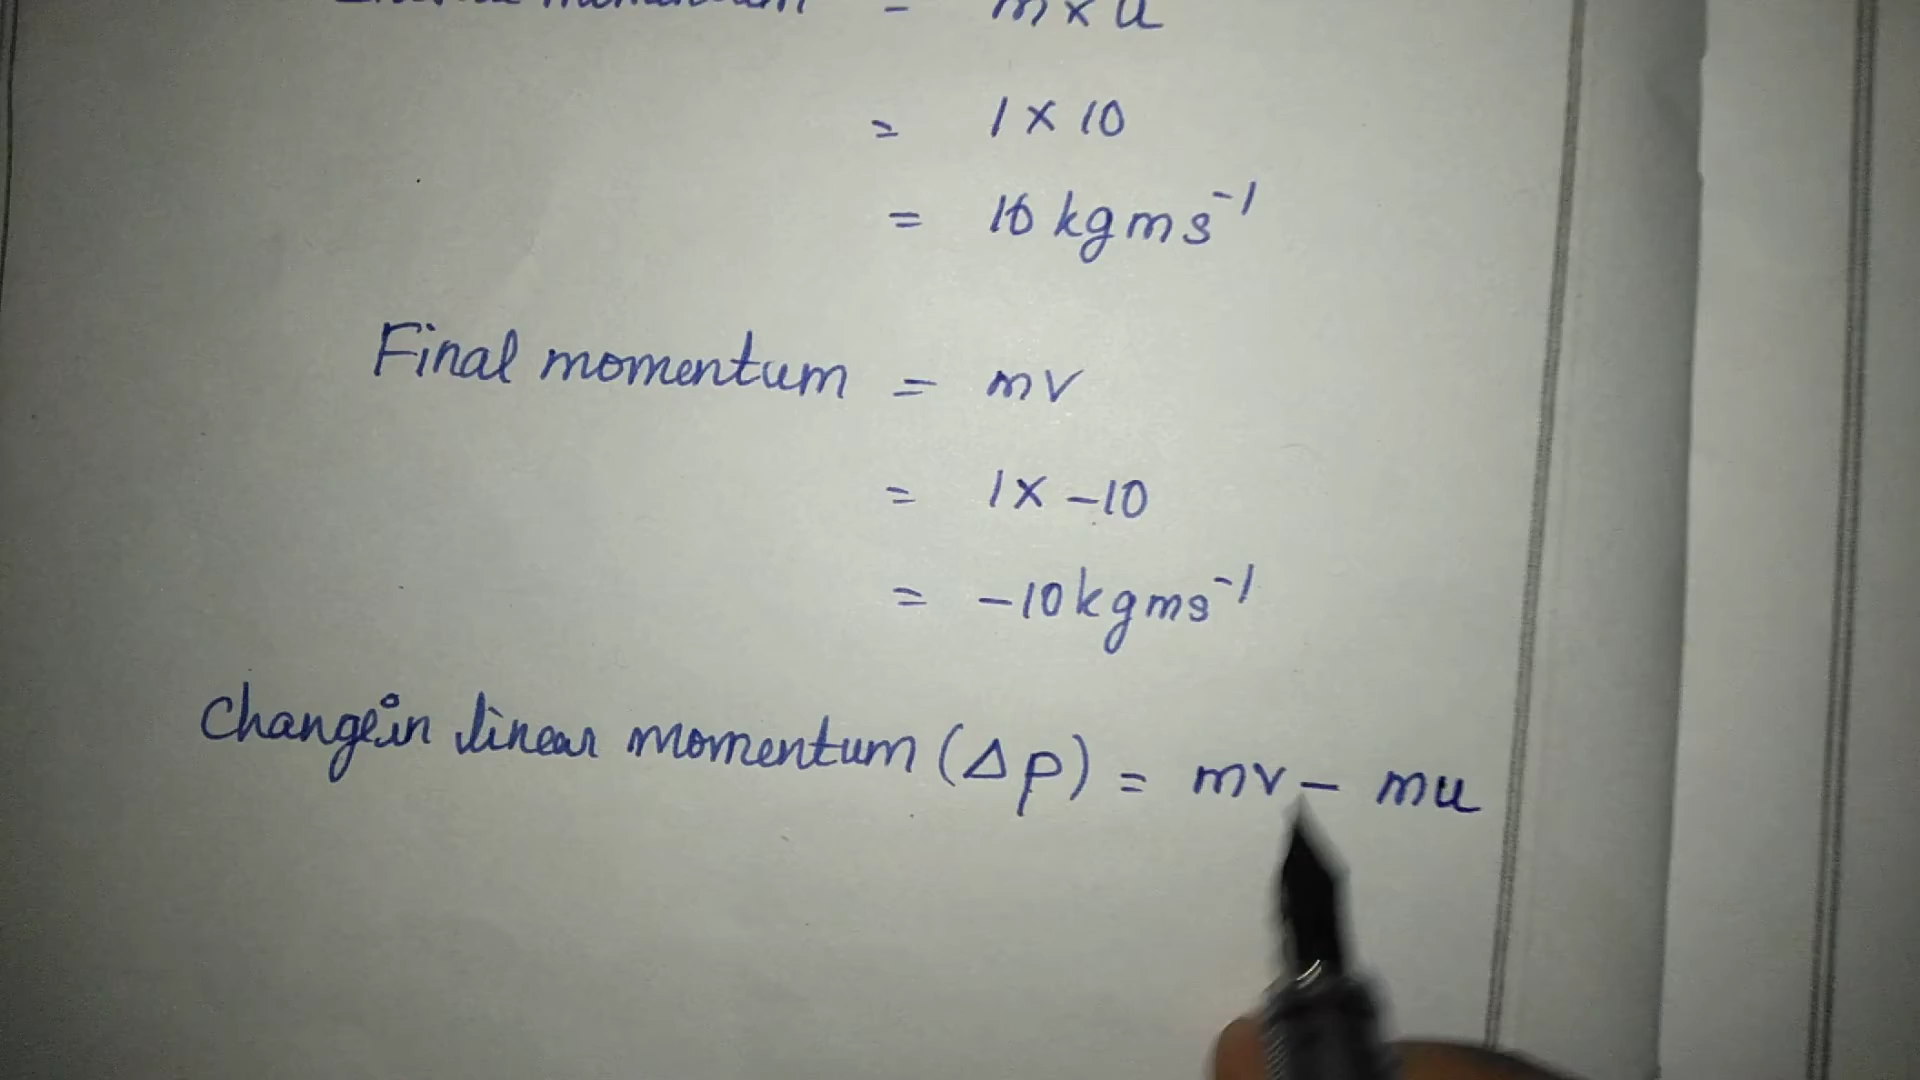 momentum = m × u
= 1 × 10
= 10 kgms⁻¹
Final momentum = mv
= 1 × -10
= -10 kgms⁻¹
Change in linear momentum (Δp) = mv - mu